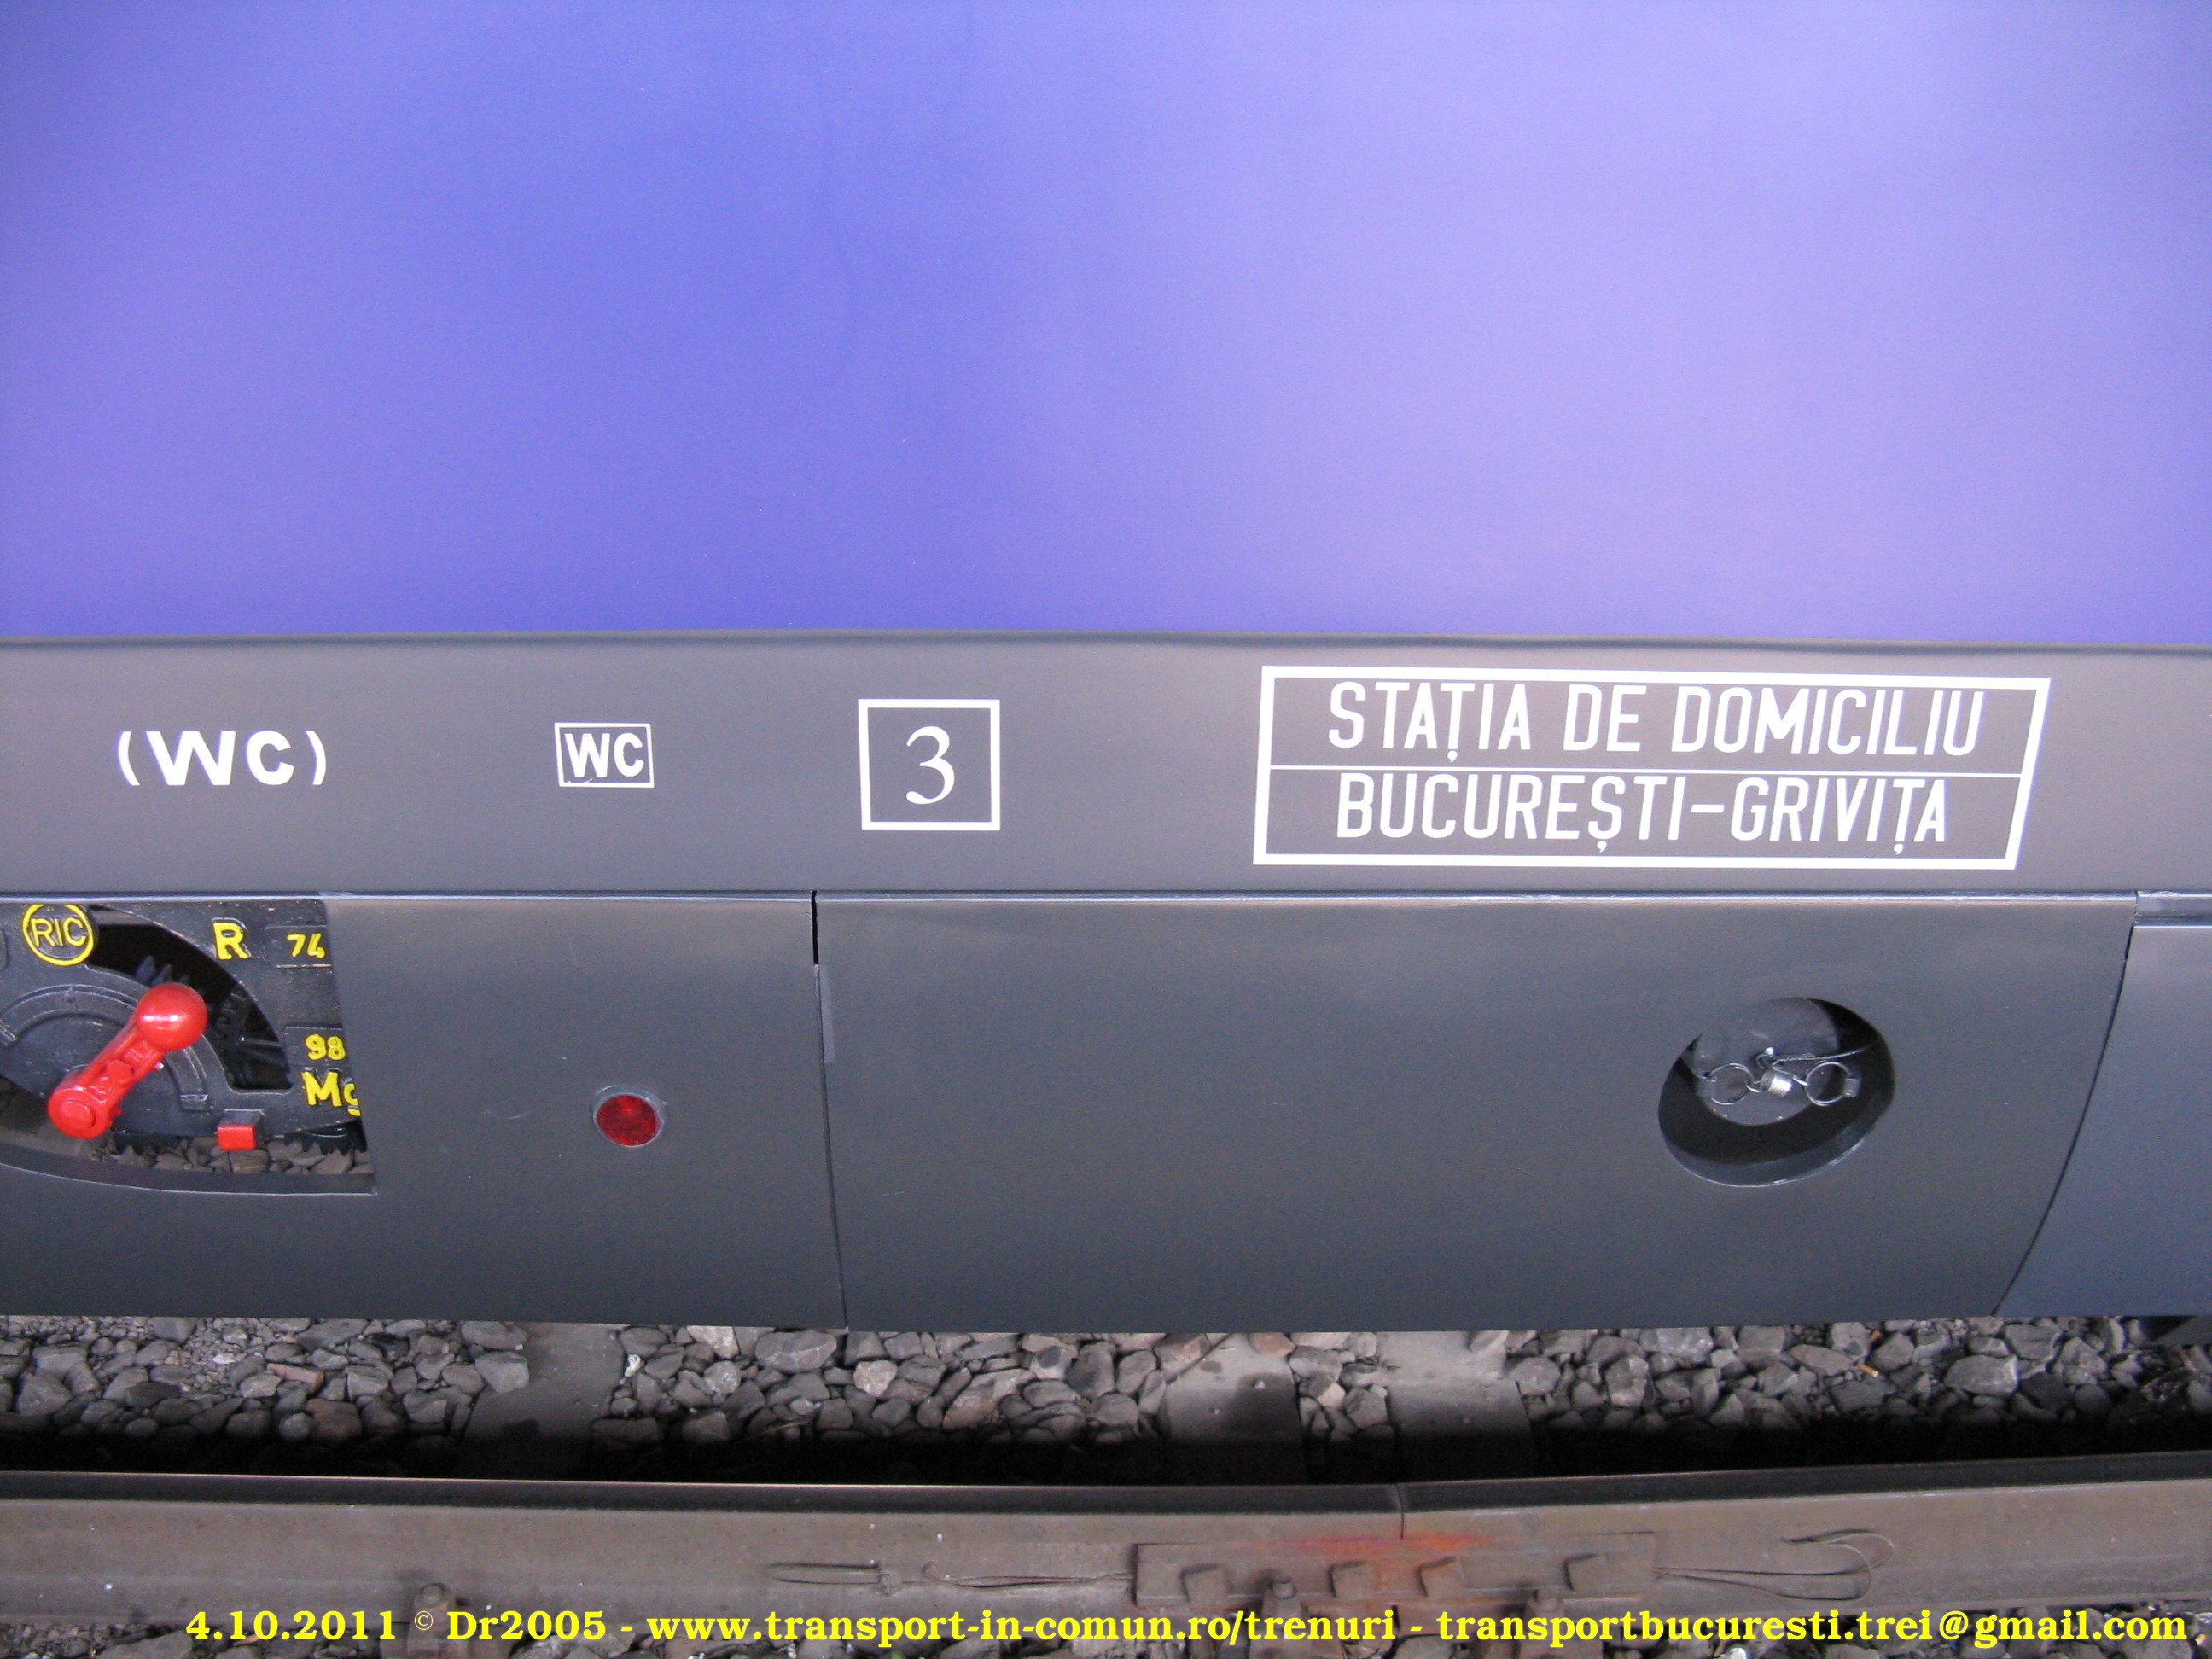 (WC)
WC
3
STAȚIA DE DOMICILIU
BUCUREȘTI-GRIVIȚA
RIC
R 74
98
Mg
4.10.2011 © Dr2005 - www.transport-in-comun.ro/trenuri - transportbucuresti.trei@gmail.com